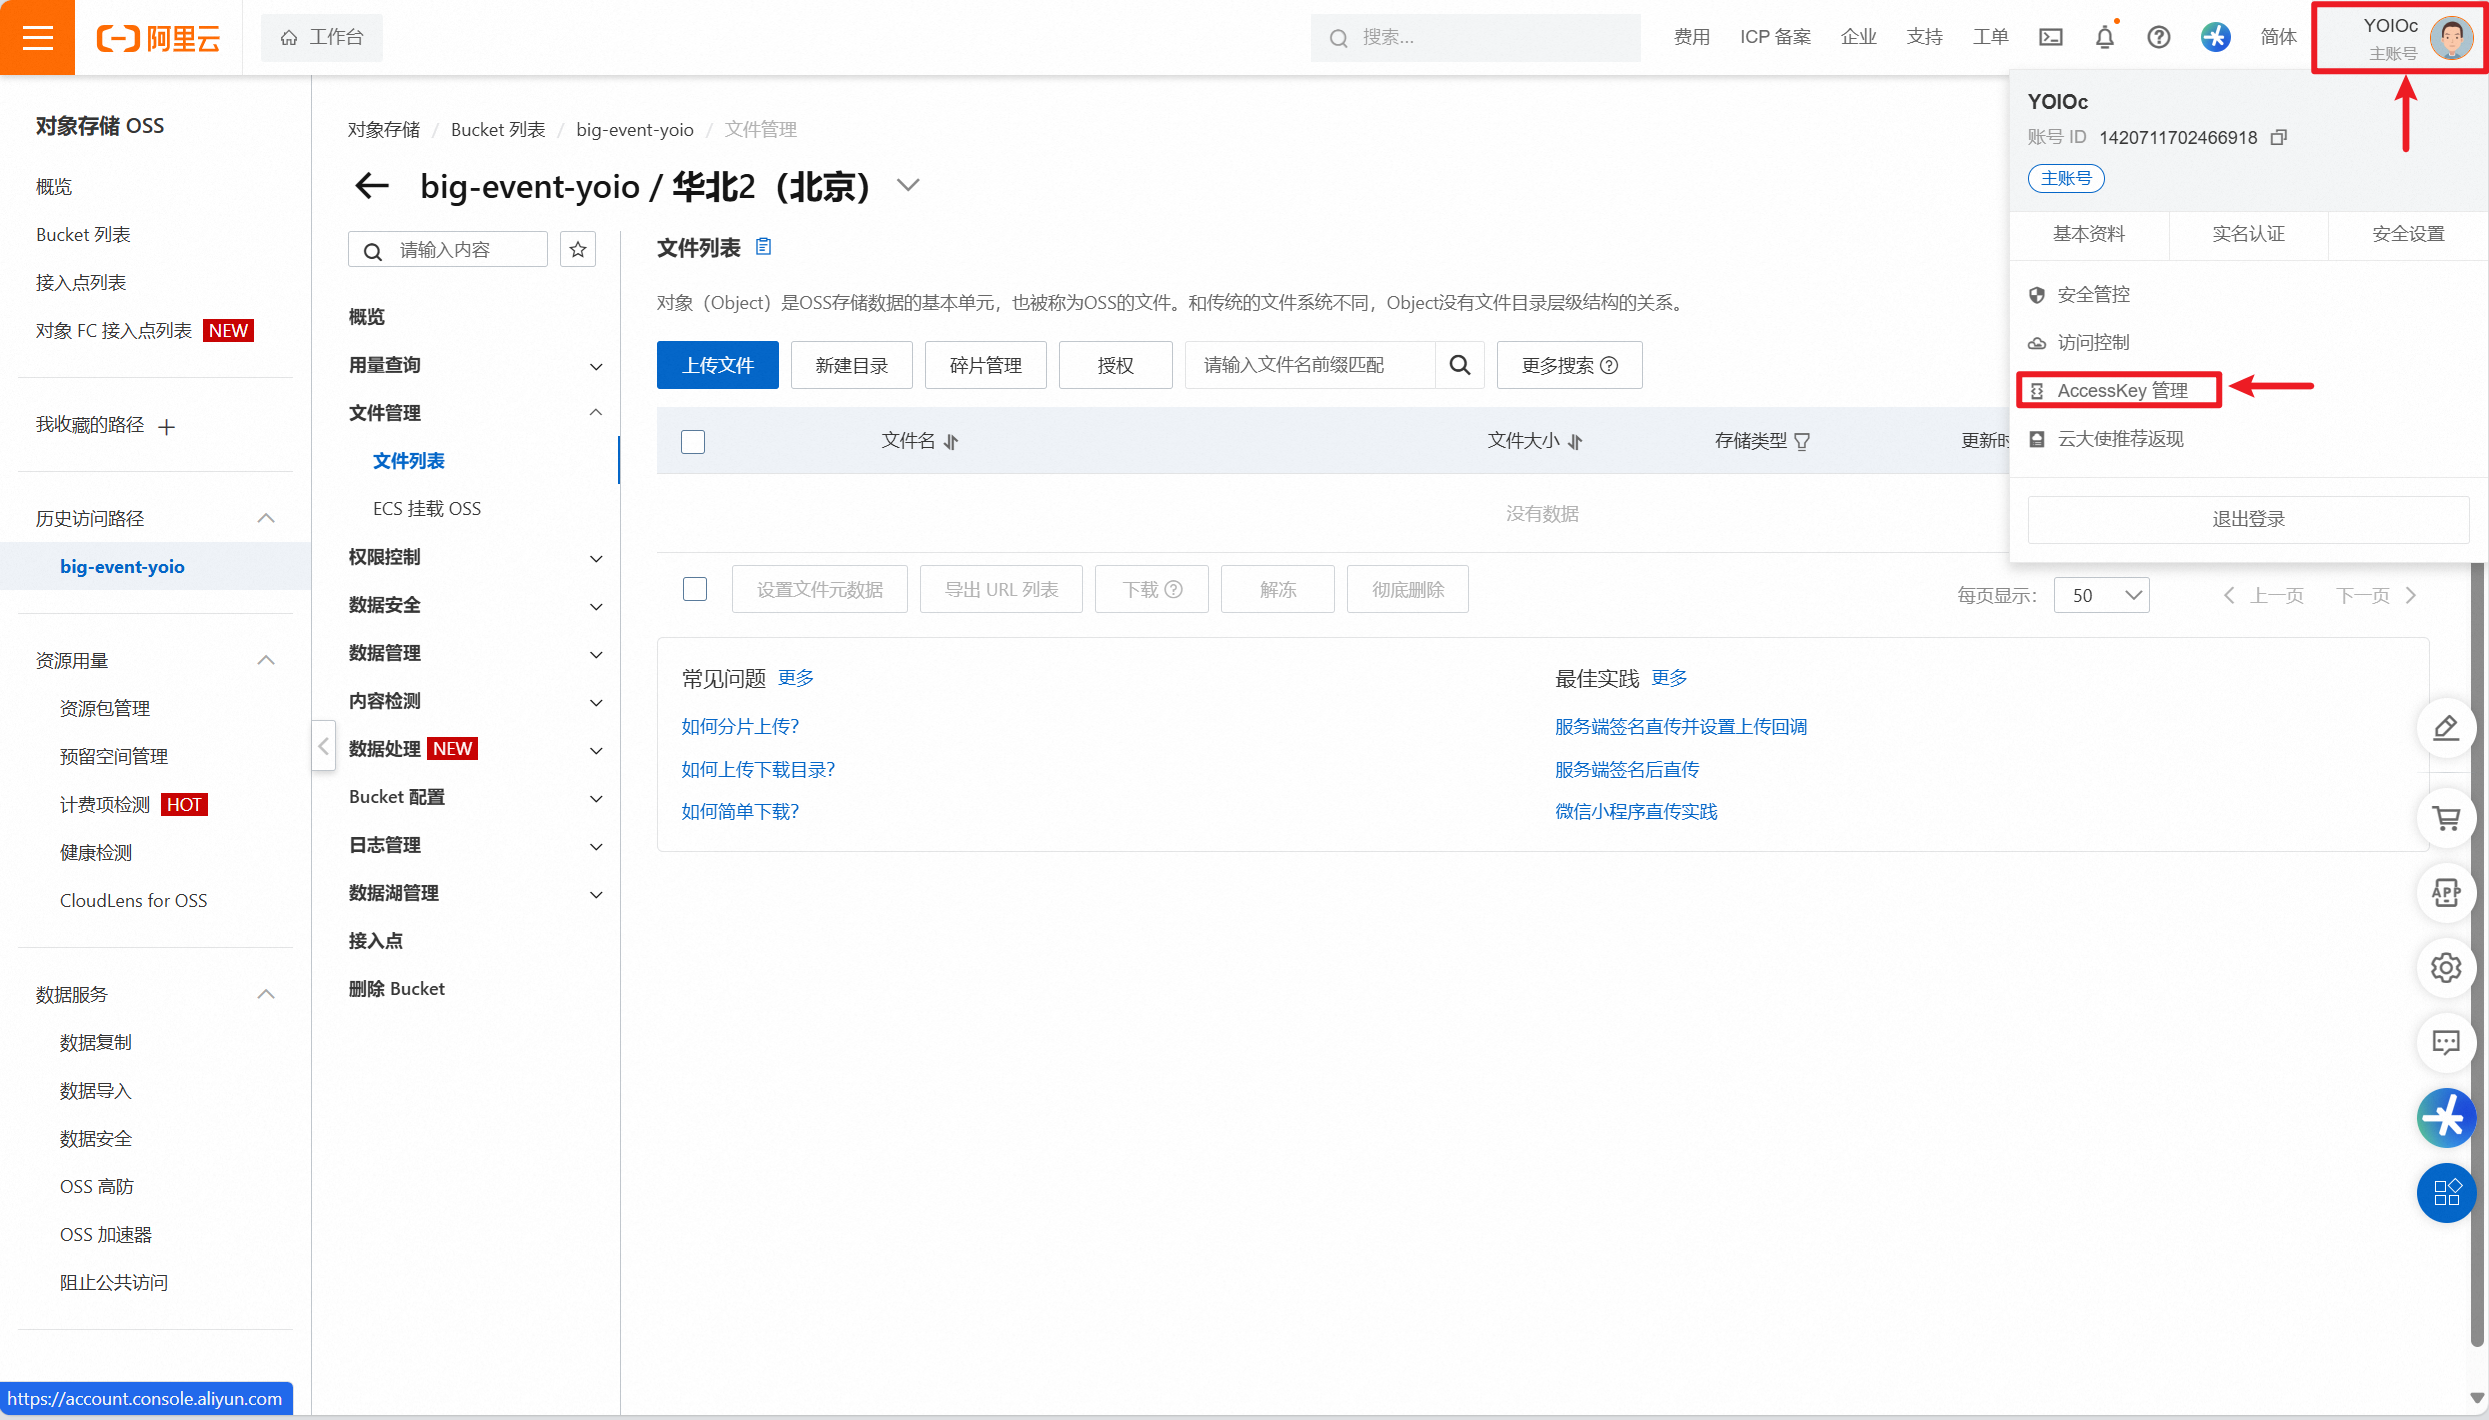 阿里云
工作台
搜索...
费用
ICP 备案
企业
支持
工单
简体
YOIOc
主账号
YOIOc
账号 ID 1420711702466918
主账号
基本资料
实名认证
安全设置
安全管控
访问控制
AccessKey 管理
云大使推荐返现
退出登录
对象存储 OSS
概览
Bucket 列表
接入点列表
对象 FC 接入点列表 NEW
我收藏的路径
历史访问路径
big-event-yoio
资源用量
资源包管理
预留空间管理
计费项检测 HOT
健康检测
CloudLens for OSS
数据服务
数据复制
数据导入
数据安全
OSS 高防
OSS 加速器
阻止公共访问
https://account.console.aliyun.com
对象存储 / Bucket 列表 / big-event-yoio / 文件管理
big-event-yoio / 华北2（北京）
请输入内容
概览
用量查询
文件管理
文件列表
ECS 挂载 OSS
权限控制
数据安全
数据管理
内容检测
数据处理 NEW
Bucket 配置
日志管理
数据湖管理
接入点
删除 Bucket
文件列表
对象（Object）是OSS存储数据的基本单元，也被称为OSS的文件。和传统的文件系统不同，Object没有文件目录层级结构的关系。
上传文件
新建目录
碎片管理
授权
请输入文件名前缀匹配
更多搜索
文件名
文件大小
存储类型
更新时
没有数据
设置文件元数据
导出 URL 列表
下载
解冻
彻底删除
每页显示：
50
上一页
下一页
常见问题 更多
如何分片上传?
如何上传下载目录?
如何简单下载?
最佳实践 更多
服务端签名直传并设置上传回调
服务端签名后直传
微信小程序直传实践
APP